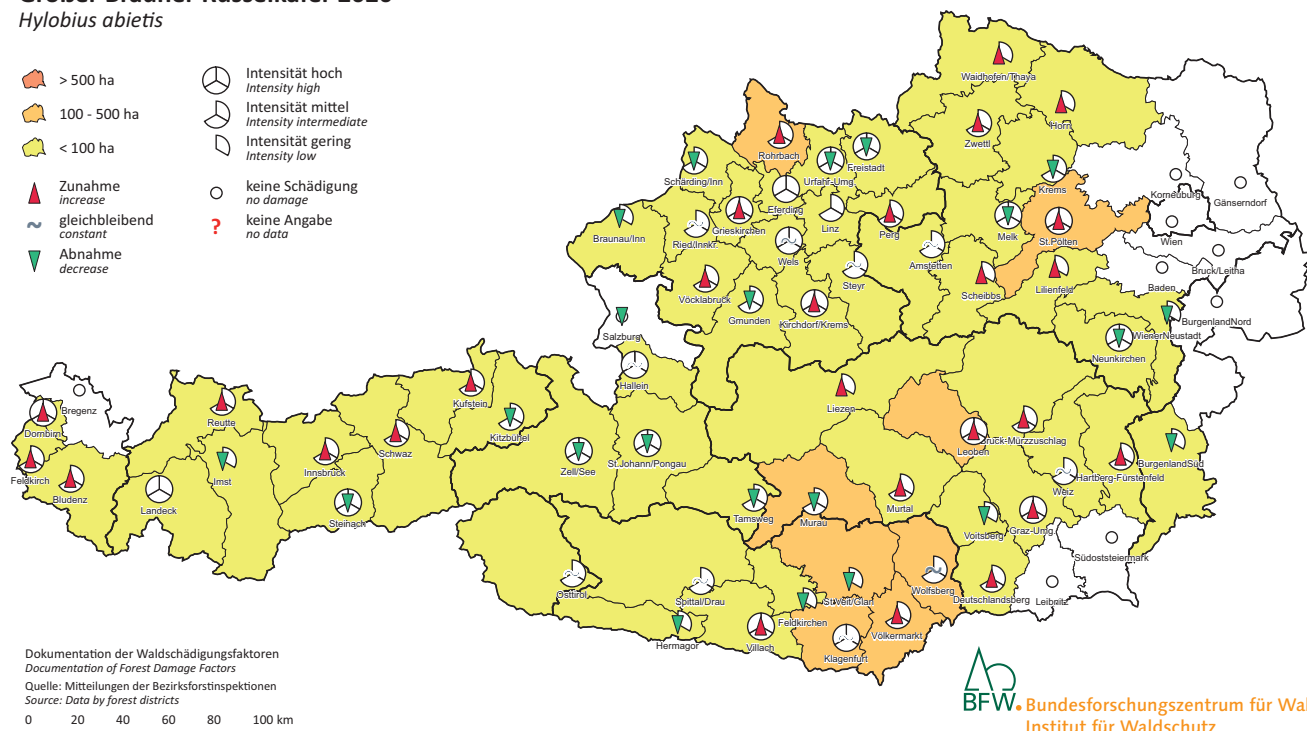 Großer Brauner Rüsselkäfer 2020
Hylobius abietis
> 500 ha
100 - 500 ha
< 100 ha
Zunahme
increase
~ gleichbleibend
constant
Abnahme
decrease
Intensität hoch
Intensity high
Intensität mittel
Intensity intermediate
Intensität gering
Intensity low
keine Schädigung
no damage
? keine Angabe
no data
Waidhofen/Thaya
Horn
Zwettl
Rohrbach
Freistadt
Schärding/Inn
Urfahr-Umg.
Krems
Korneuburg
Gänserndorf
Eferding
Grieskirchen
Linz
Perg
Melk
St.Pölten
Wien
Braunau/Inn
Ried/Innkr.
Wels
Amstetten
Bruck/Leitha
Steyr
Baden
Vöcklabruck
Scheibbs
Lilienfeld
Gmunden
Kirchdorf/Krems
BurgenlandNord
WienerNeustadt
Salzburg
Neunkirchen
Hallein
Liezen
Kufstein
Bregenz
Reutte
Kitzbühel
Dornbirn
Bruck-Mürzzuschlag
Leoben
Schwaz
Zell/See
St.Johann/Pongau
BurgenlandSüd
Innsbruck
Feldkirch
Imst
Hartberg-Fürstenfeld
Bludenz
Weiz
Landeck
Murtal
Steinach
Tamsweg
Murau
Voitsberg
Graz-Umg.
Südoststeiermark
Osttirol
Spittal/Drau
St.Veit/Glan
Wolfsberg
Deutschlandsberg
Leibnitz
Feldkirchen
Hermagor
Villach
Völkermarkt
Klagenfurt
Dokumentation der Waldschädigungsfaktoren
Documentation of Forest Damage Factors
Quelle: Mitteilungen der Bezirksforstinspektionen
Source: Data by forest districts
0 20 40 60 80 100 km
BFW. Bundesforschungszentrum für Wal
Institut für Waldschutz